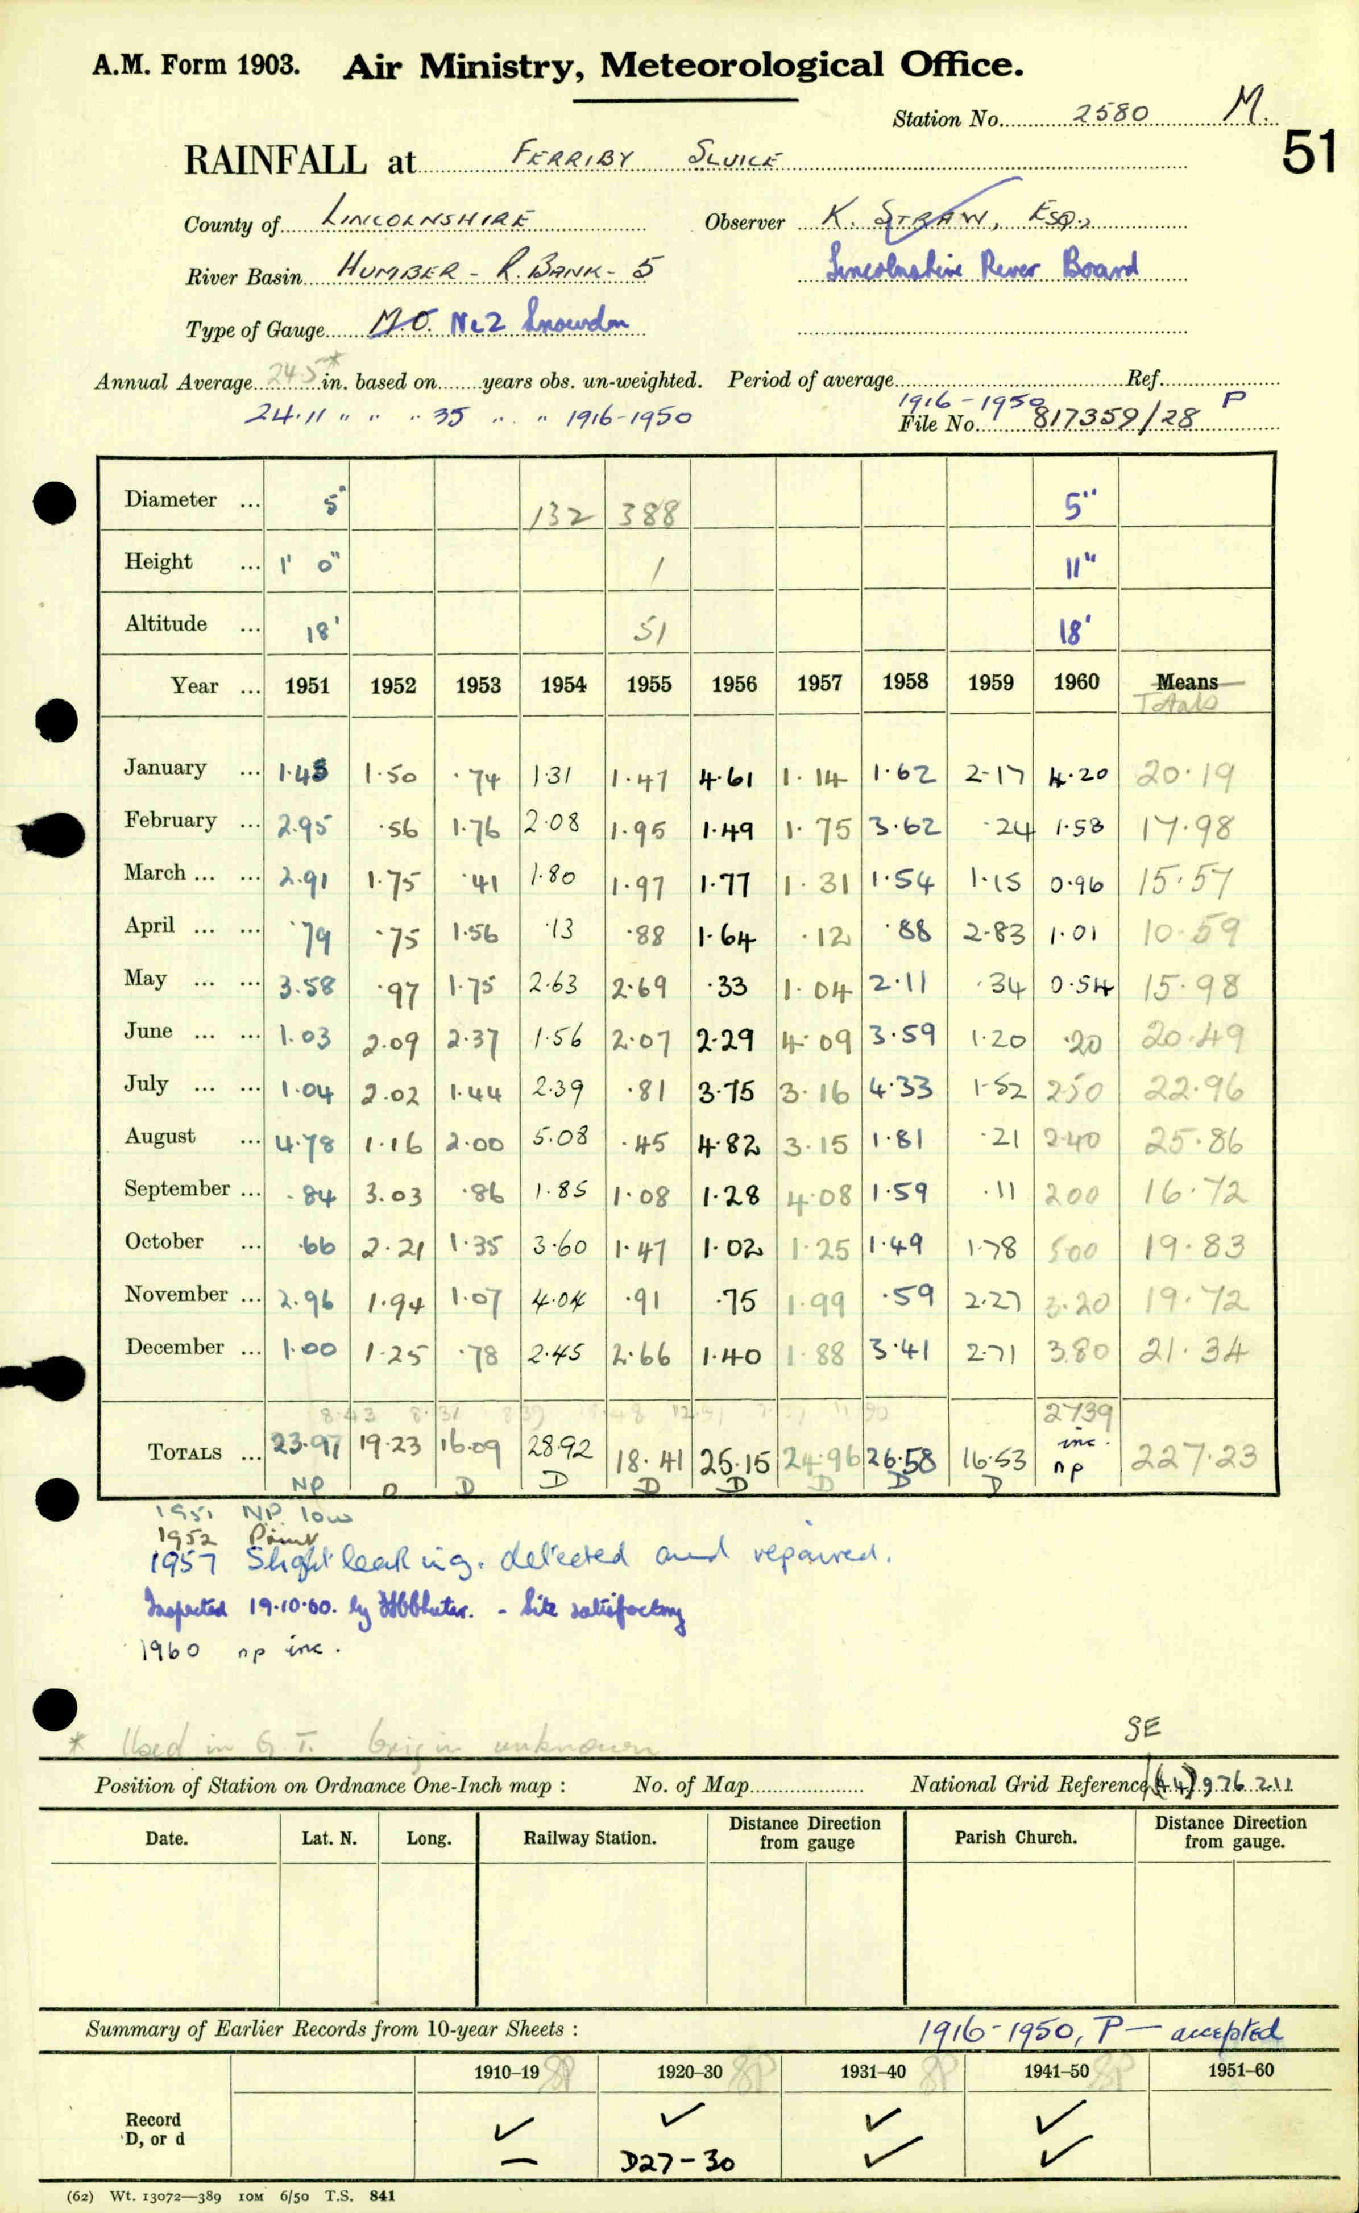 A.M. Form 1903. Air Ministry, Meteorological Office.
Station No. 2580 M.
51
RAINFALL at FERRIBY SLUICE
County of LINCOLNSHIRE Observer K. STRAW, ESQ.,
River Basin HUMBER - R. BANK - 5 Lincolnshire River Board
Type of Gauge M.O. No 2 Snowdon
Annual Average 24.5* in. based on years obs. un-weighted. Period of average 1916-1950 Ref. P
24.11 " " " 35 " " 1916-1950 File No. 817359/28
Diameter ... 5" 132 388 5"
Height ... 1' 0" 1 11"
Altitude ... 18' 51 18'
Year ... 1951 1952 1953 1954 1955 1956 1957 1958 1959 1960 Means
Totals
January ... 1.43 1.50 .74 1.31 1.47 4.61 1.14 1.62 2.17 4.20 20.19
February ... 2.95 .56 1.76 2.08 1.95 1.49 1.75 3.62 .24 1.58 17.98
March ... ... 2.91 1.75 .41 1.80 1.97 1.77 1.31 1.54 1.15 0.96 15.57
April ... ... .79 .75 1.56 .13 .88 1.64 .12 .88 2.83 1.01 10.59
May ... ... 3.58 .97 1.75 2.63 2.69 .33 1.04 2.11 .34 0.54 15.98
June ... ... 1.03 2.09 2.37 1.56 2.07 2.29 4.09 3.59 1.20 .20 20.49
July ... ... 1.04 2.02 1.44 2.39 .81 3.75 3.16 4.33 1.52 250 22.96
August ... 4.78 1.16 2.00 5.08 .45 4.82 3.15 1.81 .21 2.40 25.86
September ... .84 3.03 .86 1.85 1.08 1.28 4.08 1.59 .11 200 16.72
October ... .66 2.21 1.35 3.60 1.47 1.02 1.25 1.49 1.78 500 19.83
November ... 2.96 1.94 1.07 4.04 .91 .75 1.99 .59 2.27 3.20 19.72
December ... 1.00 1.25 .78 2.45 2.66 1.40 1.88 3.41 2.71 3.80 21.34
8.43 8.31
2739
TOTALS ... 23.97 19.23 16.09 28.92 18.41 25.15 24.96 26.58 16.53 inc. np 227.23
NP D D D D D D D D
1951 NP low
1952
1957 Slight leaking. detected and repaired.
Inspected 19.10.60. by - Site satisfactory
1960 np inc.
* Used in G.T. Origin unknown
SE
Position of Station on Ordnance One-Inch map : No. of Map National Grid Reference (44) 976 211
Date. Lat. N. Long. Railway Station. Distance from gauge Direction Parish Church. Distance from gauge. Direction
Summary of Earlier Records from 10-year Sheets : 1916-1950, P — accepted
1910–19 1920–30 1931–40 1941–50 1951–60
Record ✓ ✓ ✓ ✓
D, or d — D27-30 ✓ ✓
(62) Wt. 13072—389 10M 6/50 T.S. 841